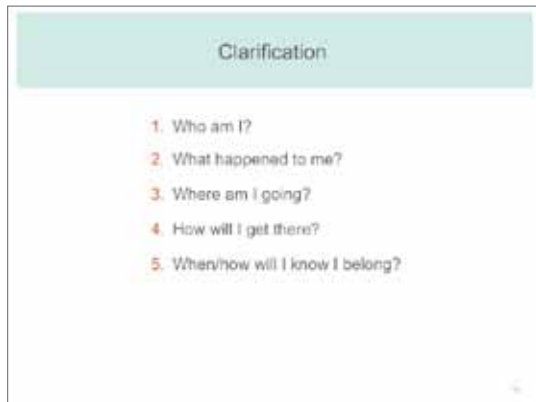 Clarification
1. Who am I?
2. What happened to me?
3. Where am I going?
4. How will I get there?
5. When/how will I know I belong?